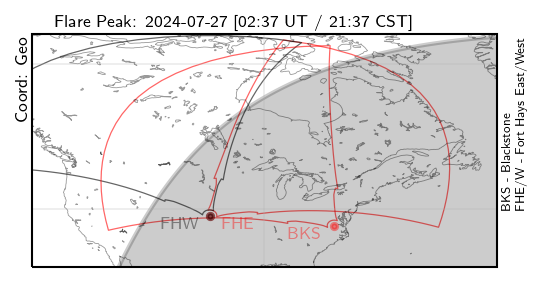 Flare Peak: 2024-07-27 [02:37 UT / 21:37 CST]
Coord: Geo
FHW
FHE
BKS
BKS - Blackstone
FHE/W - Fort Hays East/West